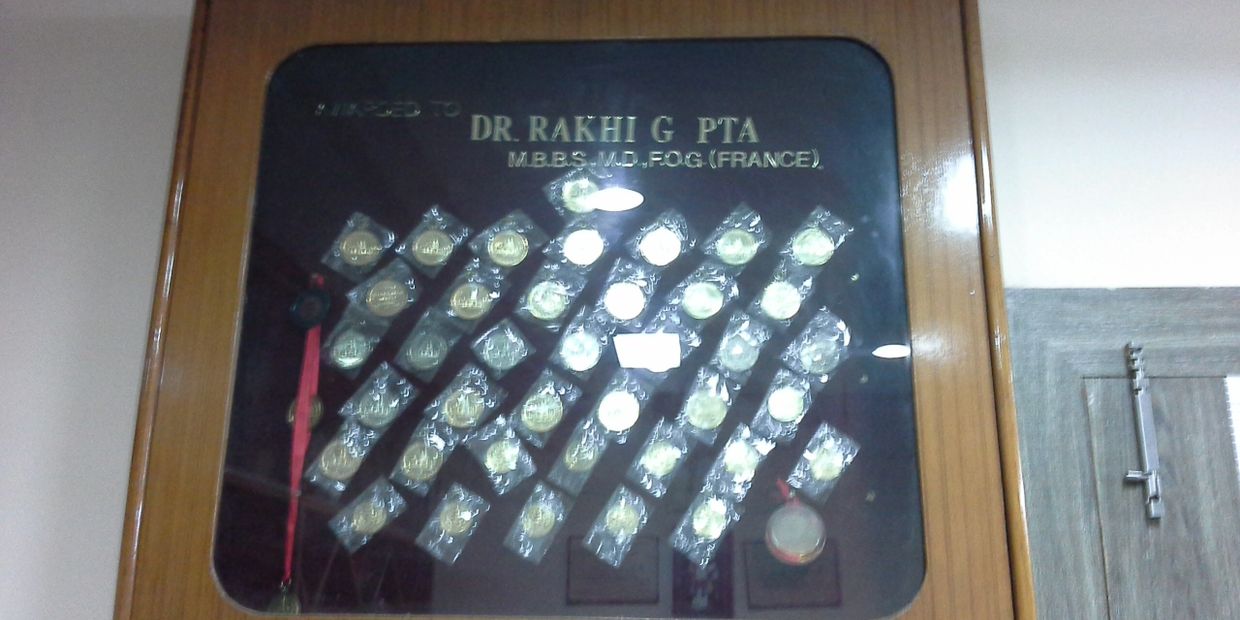 AWARDED TO
DR. RAKHI G PTA
M.B.B.S.,M.D.,F.O.G.(FRANCE)